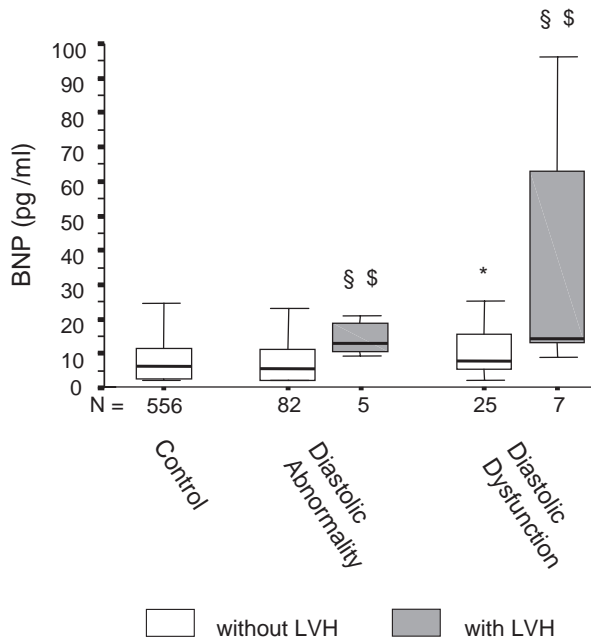 § $
100
90
80
70
60
50
40
30
20
10
0
BNP (pg /ml)
§ $
*
N = 556 82 5 25 7
Control
Diastolic
Abnormality
Diastolic
Dysfunction
without LVH with LVH